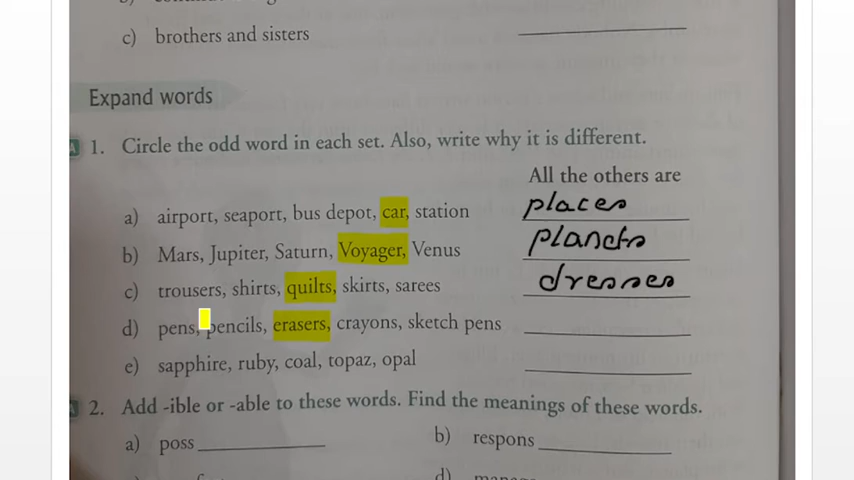 c) brothers and sisters
Expand words
A 1. Circle the odd word in each set. Also, write why it is different.
All the others are
a) airport, seaport, bus depot, car, station places
b) Mars, Jupiter, Saturn, Voyager, Venus planets
c) trousers, shirts, quilts, skirts, sarees dresses
d) pens, pencils, erasers, crayons, sketch pens
e) sapphire, ruby, coal, topaz, opal
2. Add -ible or -able to these words. Find the meanings of these words.
a) poss b) respons
d)